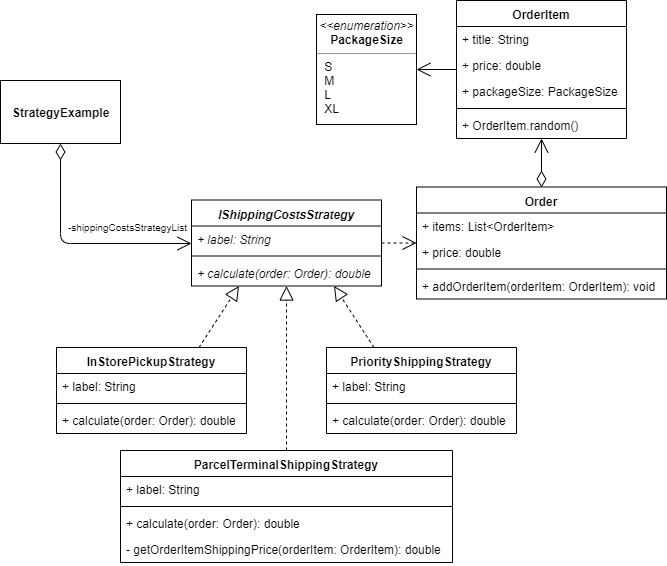 <<enumeration>>
PackageSize
S
M
L
XL
OrderItem
+ title: String
+ price: double
+ packageSize: PackageSize
+ OrderItem.random()
StrategyExample
-shippingCostsStrategyList
IShippingCostsStrategy
+ label: String
+ calculate(order: Order): double
Order
+ items: List<OrderItem>
+ price: double
+ addOrderItem(orderItem: OrderItem): void
InStorePickupStrategy
+ label: String
+ calculate(order: Order): double
PriorityShippingStrategy
+ label: String
+ calculate(order: Order): double
ParcelTerminalShippingStrategy
+ label: String
+ calculate(order: Order): double
- getOrderItemShippingPrice(orderItem: OrderItem): double